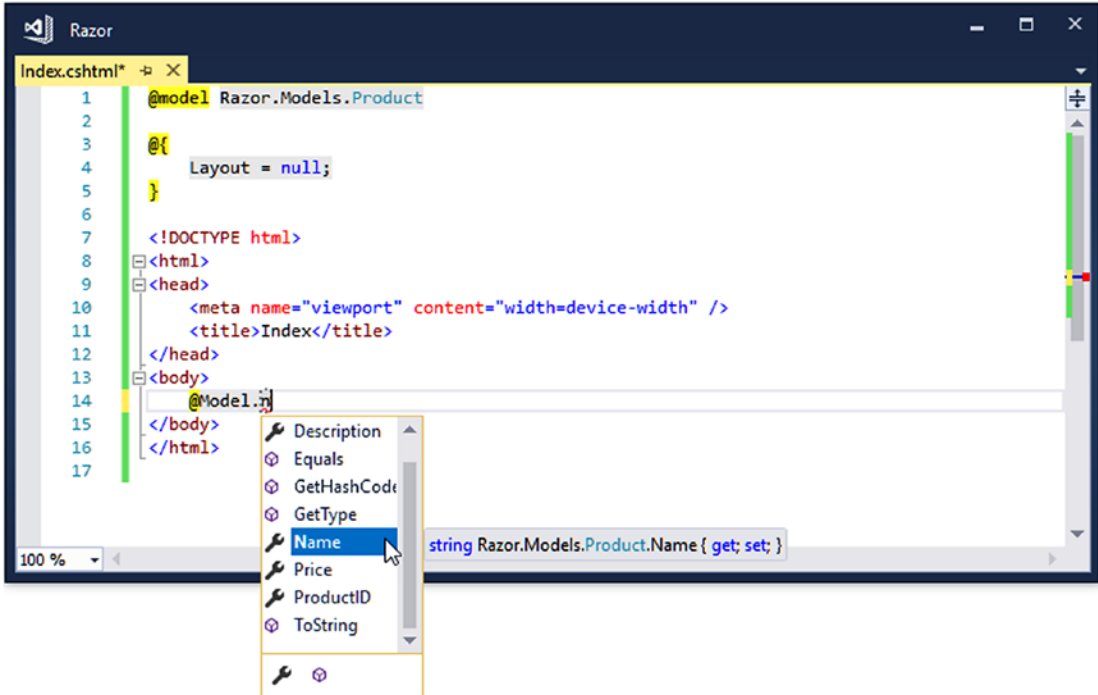 Razor
Index.cshtml*
1 @model Razor.Models.Product
2
3 @{
4 Layout = null;
5 }
6
7 <!DOCTYPE html>
8 <html>
9 <head>
10 <meta name="viewport" content="width=device-width" />
11 <title>Index</title>
12 </head>
13 <body>
14 @Model.n
15 </body>
16 </html>
17
Description
Equals
GetHashCode
GetType
Name string Razor.Models.Product.Name { get; set; }
Price
ProductID
ToString
100 %